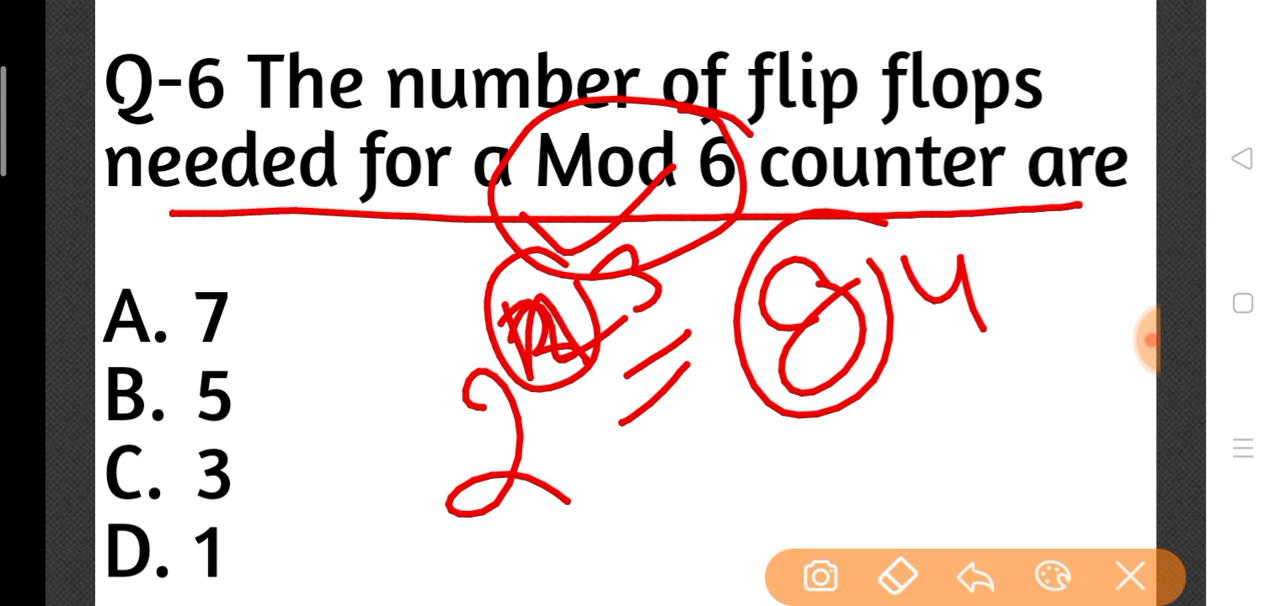 Q-6 The number of flip flops
needed for a Mod 6 counter are
A. 7
B. 5
C. 3
D. 1
2 3 = 8 4